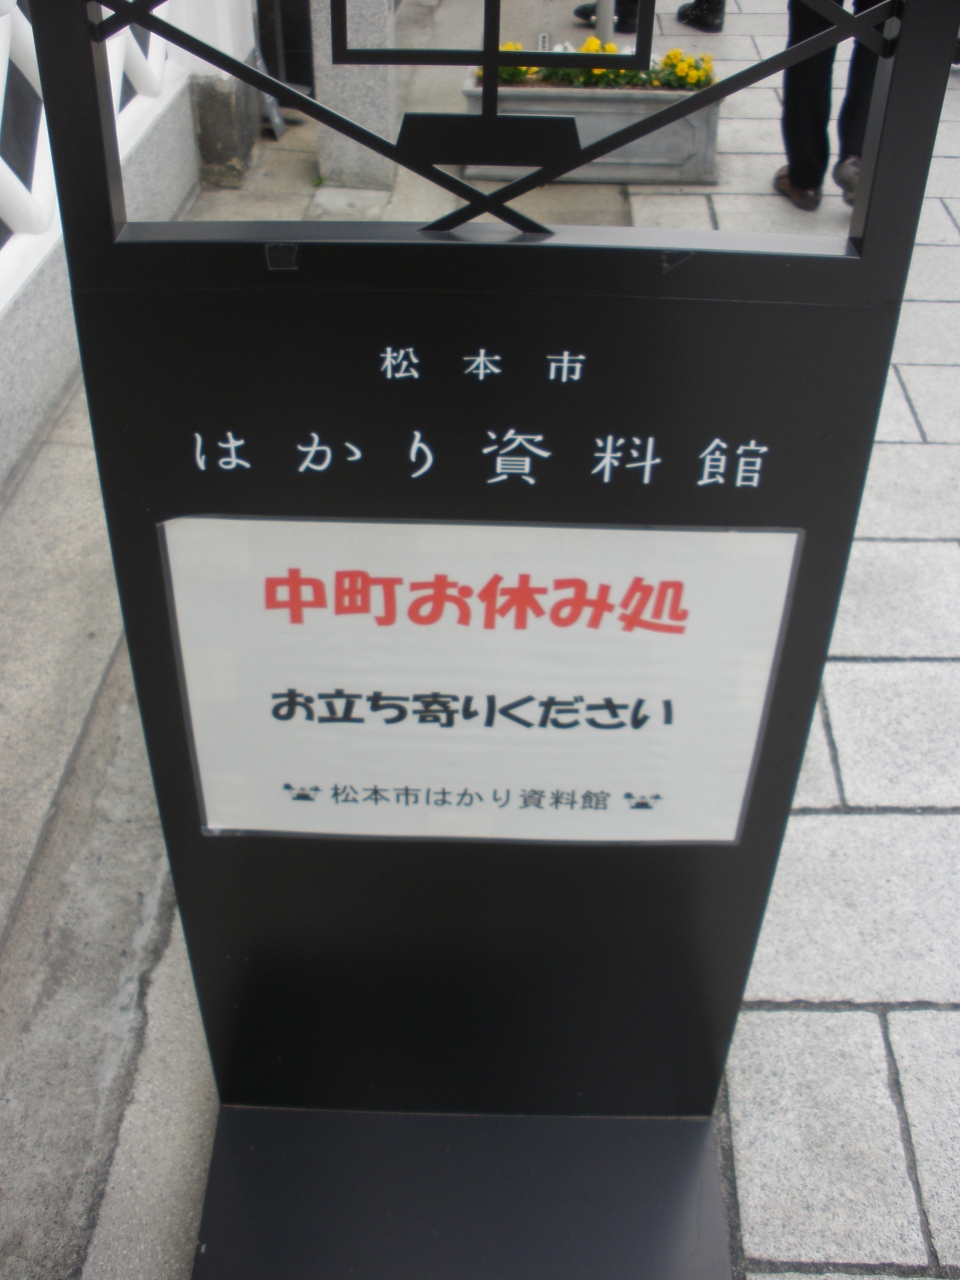 松本市
はかり資料館
中町お休み処
お立ち寄りください
松本市はかり資料館